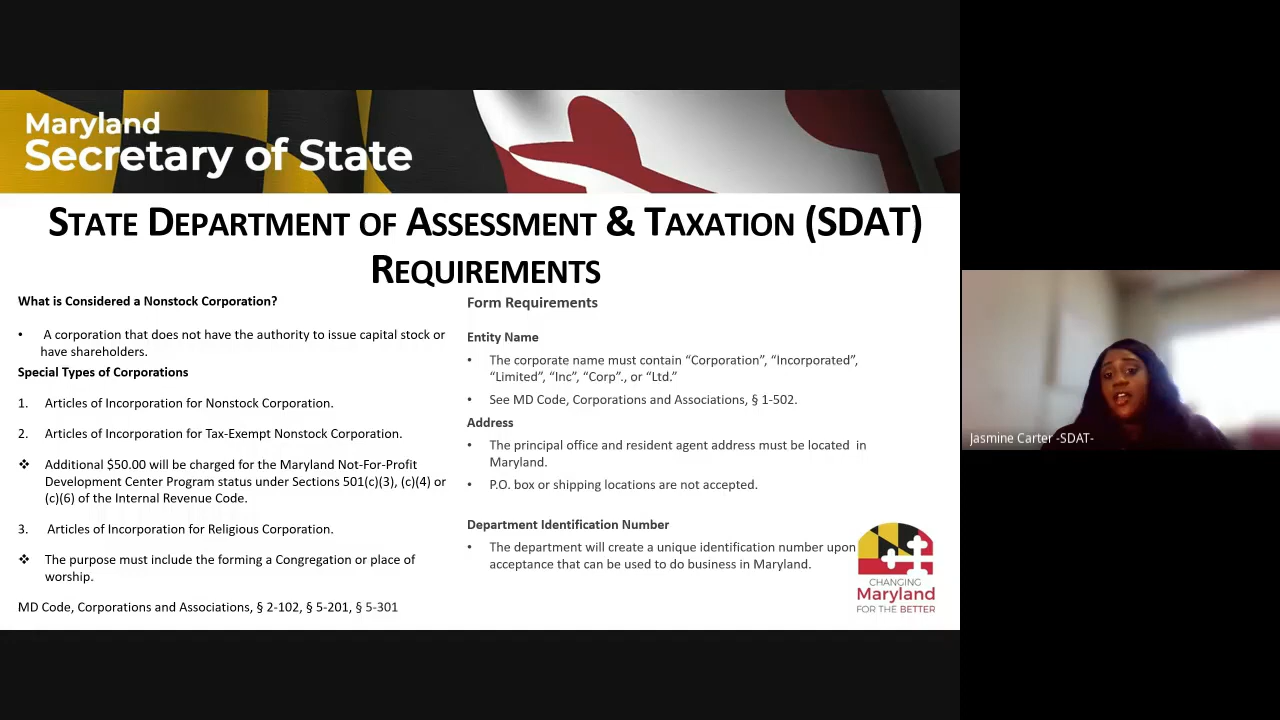 Maryland
Secretary of State
STATE DEPARTMENT OF ASSESSMENT & TAXATION (SDAT)
REQUIREMENTS
What is Considered a Nonstock Corporation?
• A corporation that does not have the authority to issue capital stock or
have shareholders.
Special Types of Corporations
1. Articles of Incorporation for Nonstock Corporation.
2. Articles of Incorporation for Tax-Exempt Nonstock Corporation.
❖ Additional $50.00 will be charged for the Maryland Not-For-Profit
Development Center Program status under Sections 501(c)(3), (c)(4) or
(c)(6) of the Internal Revenue Code.
3. Articles of Incorporation for Religious Corporation.
❖ The purpose must include the forming a Congregation or place of
worship.
MD Code, Corporations and Associations, § 2-102, § 5-201, § 5-301
Form Requirements
Entity Name
• The corporate name must contain “Corporation”, “Incorporated”,
“Limited”, “Inc”, “Corp”., or “Ltd.”
• See MD Code, Corporations and Associations, § 1-502.
Address
• The principal office and resident agent address must be located in
Maryland.
• P.O. box or shipping locations are not accepted.
Department Identification Number
• The department will create a unique identification number upon
acceptance that can be used to do business in Maryland.
CHANGING
Maryland
FOR THE BETTER
Jasmine Carter -SDAT-